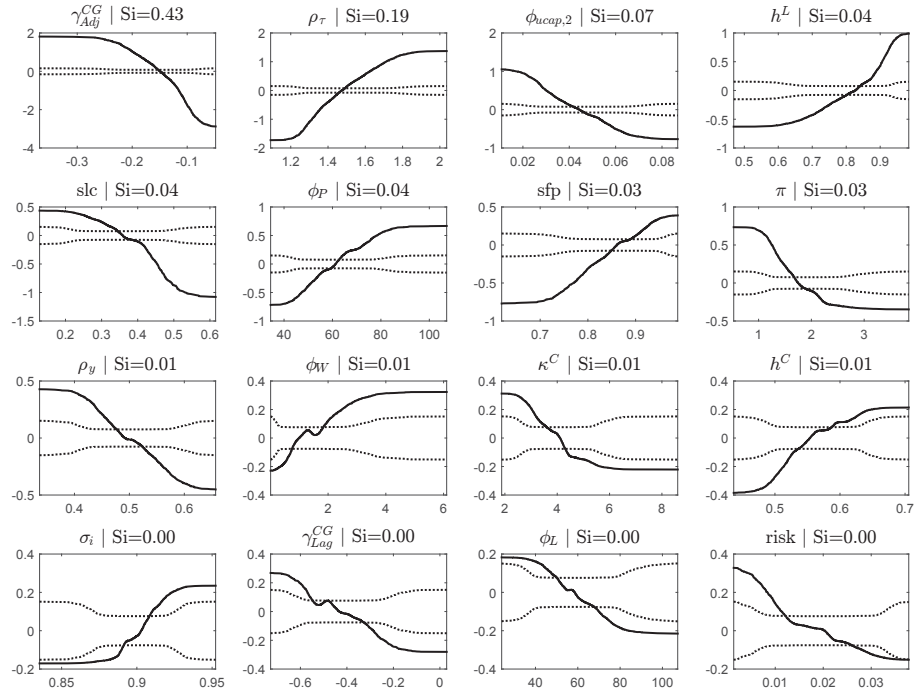 γ_Adj^CG | Si=0.43
ρ_τ | Si=0.19
ϕ_ucap,2 | Si=0.07
h^L | Si=0.04
2
0
-2
-4
-0.3 -0.2 -0.1
2
1
0
-1
-2
1.2 1.4 1.6 1.8 2
2
1
0
-1
0.02 0.04 0.06 0.08
1
0.5
0
-0.5
-1
0.5 0.6 0.7 0.8 0.9
slc | Si=0.04
ϕ_P | Si=0.04
sfp | Si=0.03
π | Si=0.03
0.5
0
-0.5
-1
-1.5
0.2 0.3 0.4 0.5 0.6
1
0.5
0
-0.5
-1
40 60 80 100
0.5
0
-0.5
-1
0.7 0.8 0.9
1
0.5
0
-0.5
1 2 3
ρ_y | Si=0.01
ϕ_W | Si=0.01
κ^C | Si=0.01
h^C | Si=0.01
0.5
0
-0.5
0.4 0.5 0.6
0.4
0.2
0
-0.2
-0.4
2 4 6
0.4
0.2
0
-0.2
-0.4
2 4 6 8
0.4
0.2
0
-0.2
-0.4
0.5 0.6 0.7
σ_i | Si=0.00
γ_Lag^CG | Si=0.00
ϕ_L | Si=0.00
risk | Si=0.00
0.4
0.2
0
-0.2
0.85 0.9 0.95
0.4
0.2
0
-0.2
-0.4
-0.6 -0.4 -0.2 0
0.2
0
-0.2
-0.4
40 60 80 100
0.4
0.2
0
-0.2
0.01 0.02 0.03